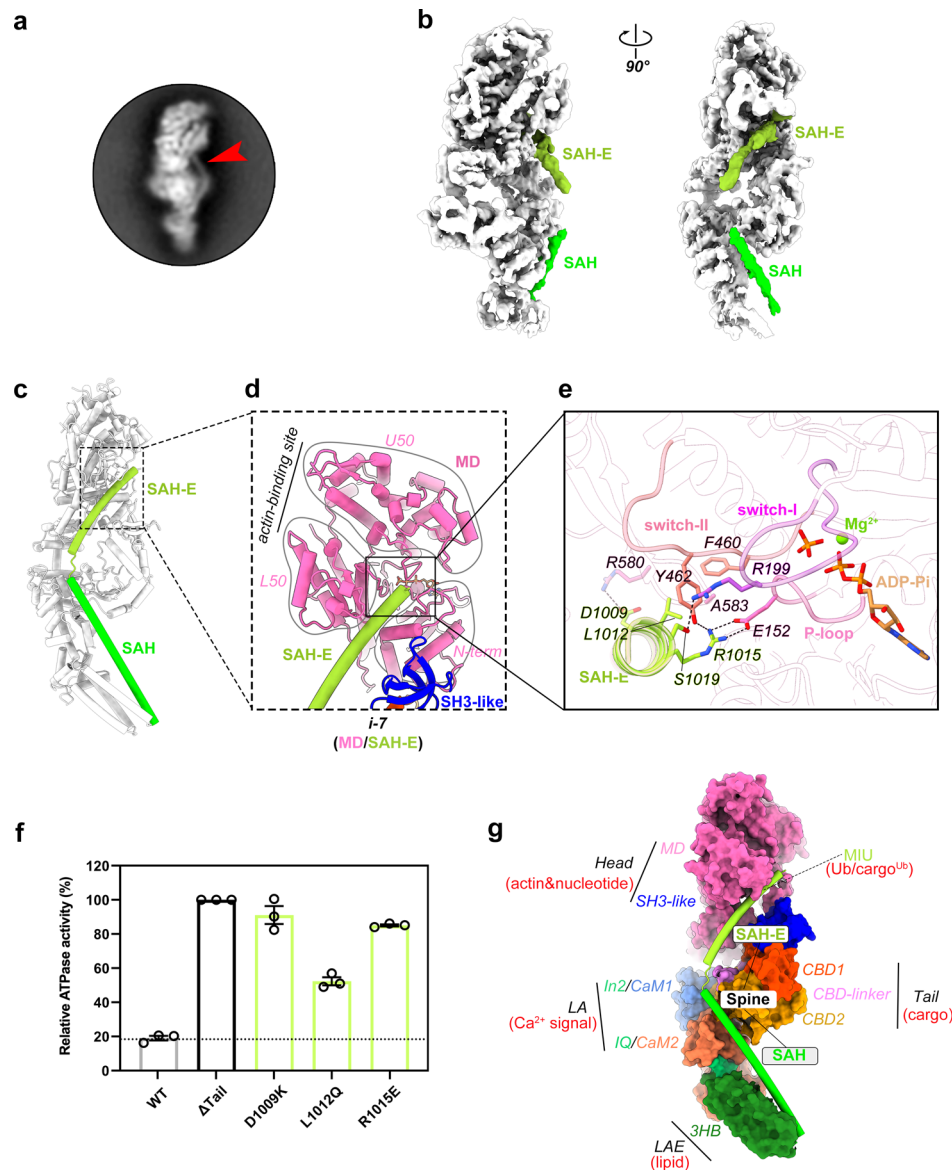 a
b
90°
SAH-E
SAH
SAH-E
SAH
c
SAH-E
SAH
d
actin-binding site
U50
MD
L50
SAH-E
N-term
SH3-like
i-7
(MD/SAH-E)
e
switch-II
switch-I
F460
Mg²⁺
R580
Y462
R199
ADP-Pi
D1009
A583
L1012
E152
P-loop
SAH-E
R1015
S1019
f
Relative ATPase activity (%)
120
100
80
60
40
20
0
WT
ΔTail
D1009K
L1012Q
R1015E
g
MD
Head
(actin&nucleotide)
SH3-like
MIU
(Ub/cargoᵁᵇ)
SAH-E
In2/CaM1
LA
(Ca²⁺ signal)
IQ/CaM2
Spine
CBD1
CBD-linker
CBD2
Tail
(cargo)
SAH
3HB
LAE
(lipid)